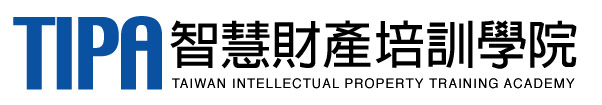 TIPA 智慧財產培訓學院
TAIWAN INTELLECTUAL PROPERTY TRAINING ACADEMY